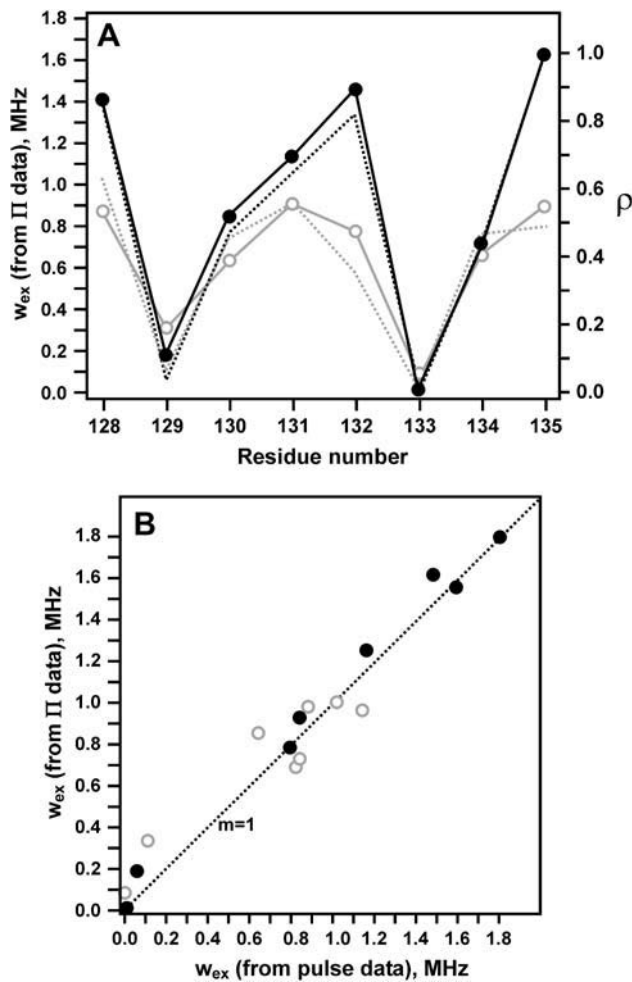 A
1.8
1.6
1.4
1.2
1.0
0.8
0.6
0.4
0.2
0.0
w_ex (from Π data), MHz
1.0
0.8
0.6
0.4
0.2
0.0
ρ
128 129 130 131 132 133 134 135
Residue number
B
1.8
1.6
1.4
1.2
1.0
0.8
0.6
0.4
0.2
0.0
w_ex (from Π data), MHz
m=1
0.0 0.2 0.4 0.6 0.8 1.0 1.2 1.4 1.6 1.8
w_ex (from pulse data), MHz